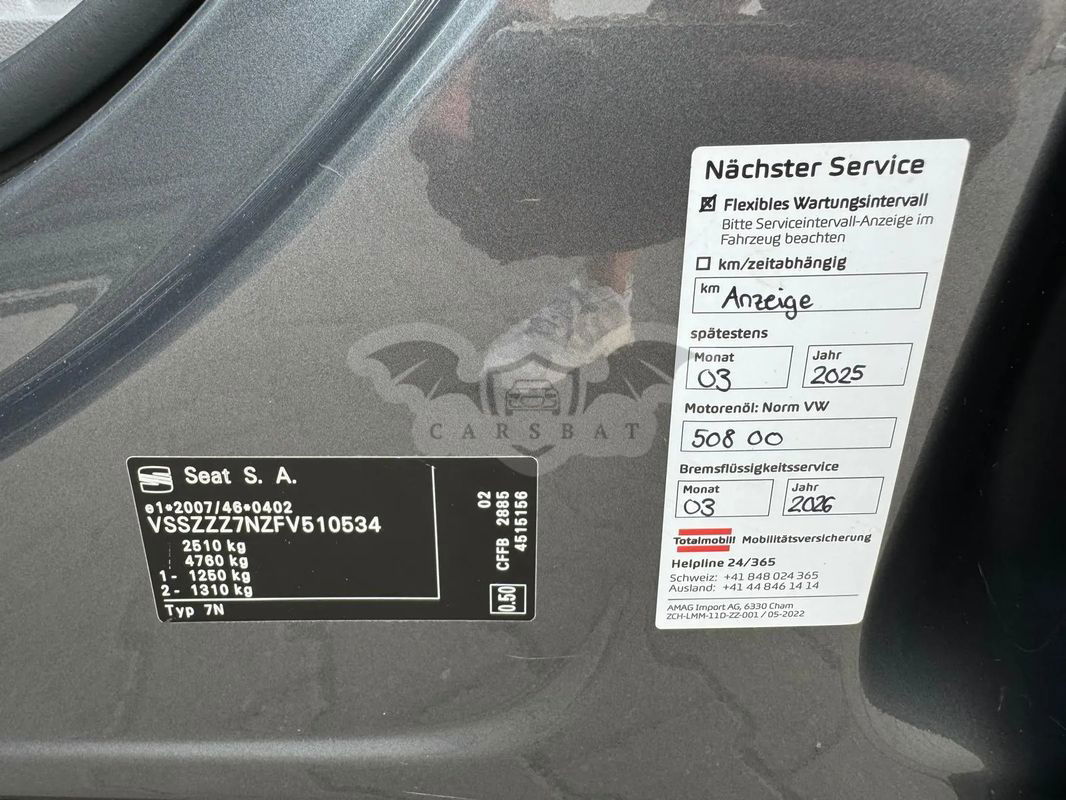 Nächster Service
Flexibles Wartungsintervall
Bitte Serviceintervall-Anzeige im
Fahrzeug beachten
km/zeitabhängig
km Anzeige
spätestens
Monat Jahr
03 2025
Motorenöl: Norm VW
508 00
Bremsflüssigkeitsservice
Monat Jahr
03 2026
Totalmobil! Mobilitätsversicherung
Helpline 24/365
Schweiz: +41 848 024 365
Ausland: +41 44 846 14 14
AMAG Import AG, 6330 Cham
ZCH-LMM-11D-ZZ-001 / 05-2022
CARSBAT
Seat S. A.
e1*2007/46*0402
VSSZZZ7NZFV510534
2510 kg
4760 kg
1- 1250 kg
2- 1310 kg
Typ 7N
02
CFFB 2885
4515156
0.50